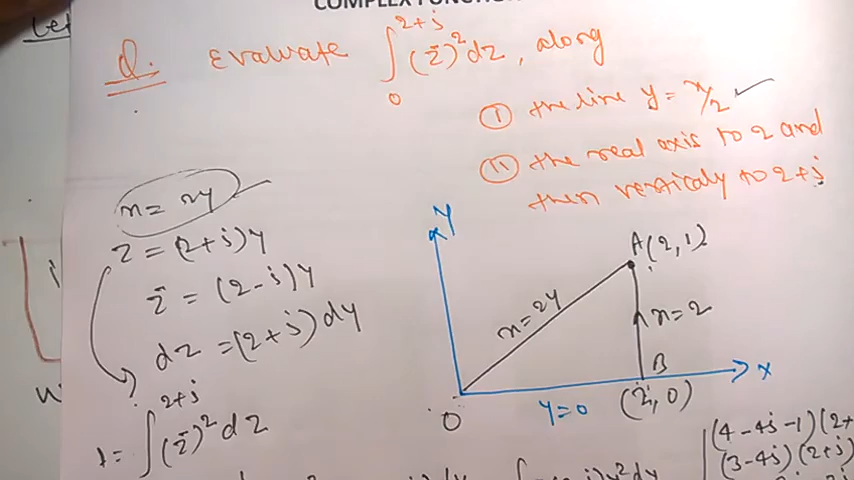 COMPLEX FUNCTION
Q. Evaluate ∫₀^(2+j) (z̄)² dz, along
(I) the line y = x/2
(II) the real axis to 2 and
then vertically to 2+j
x = 2y
z = (2+j)y
z̄ = (2-j)y
dz = (2+j)dy
I = ∫^(2+j) (z̄)² dz
Y
A(2,1)
x=2y
x=2
B
X
O
y=0
(2,0)
(4-4j-1)(2+
(3-4j)(2+j)
y²dy